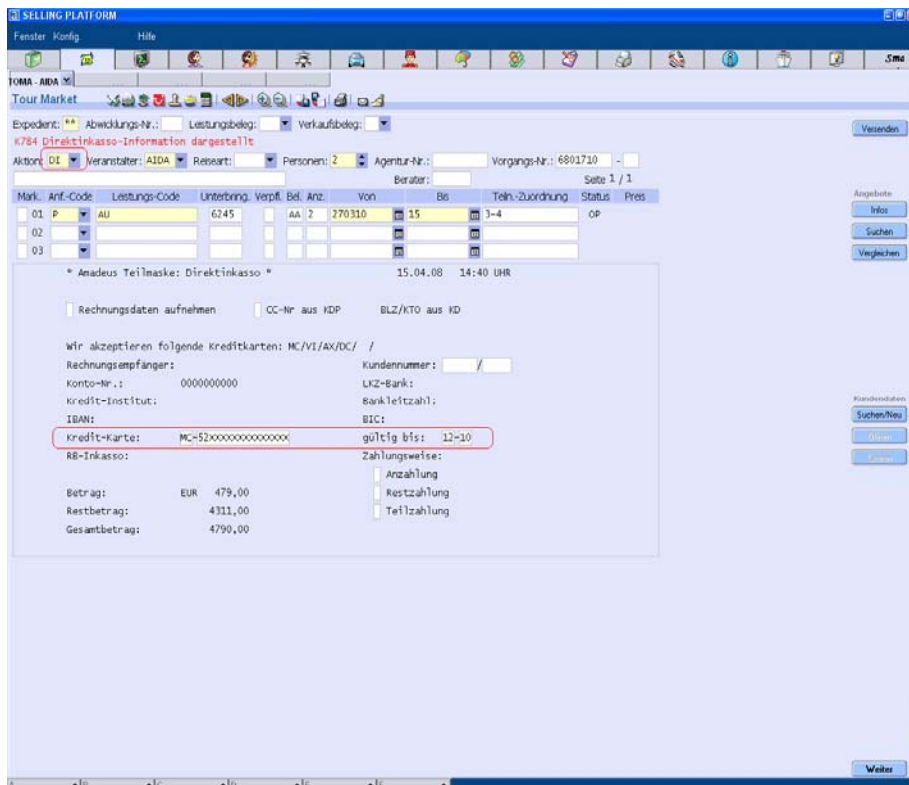 SELLING PLATFORM
Fenster Konfig. Hilfe
Sma
TOMA - AIDA
Tour Market
Expedient: ** Abwicklungs-Nr.: Leistungsbeleg: Verkaufsbeleg:
Versenden
K784 Direktinkasso-Information dargestellt
Aktion: DI Veranstalter: AIDA Reiseart: Personen: 2 Agentur-Nr.: Vorgangs-Nr.: 6801710 -
Berater: Seite 1 / 1
Mark. Anf.-Code Leistungs-Code Unterbring. Verpfl. Bel. Anz. Von Bis Teiln.-Zuordnung Status Preis
Angebote
01 P AU 6245 AA 2 270310 15 3-4 OP
Infos
02
Suchen
03
Vergleichen
* Amadeus Teilmaske: Direktinkasso * 15.04.08 14:40 UHR
Rechnungsdaten aufnehmen CC-Nr aus KDP BLZ/KTO aus KD
Wir akzeptieren folgende Kreditkarten: MC/VI/AX/DC/ /
Rechnungsempfänger: Kundennummer: /
Konto-Nr.: 0000000000 LKZ-Bank:
Kredit-Institut: Bankleitzahl:
Kundendaten
IBAN: BIC:
Suchen/Neu
Kredit-Karte: MC-52XXXXXXXXXXXXXX gültig bis: 12-10
RB-Inkasso: Zahlungsweise:
Anzahlung
Betrag: EUR 479,00 Restzahlung
Restbetrag: 4311,00 Teilzahlung
Gesamtbetrag: 4790,00
Weiter